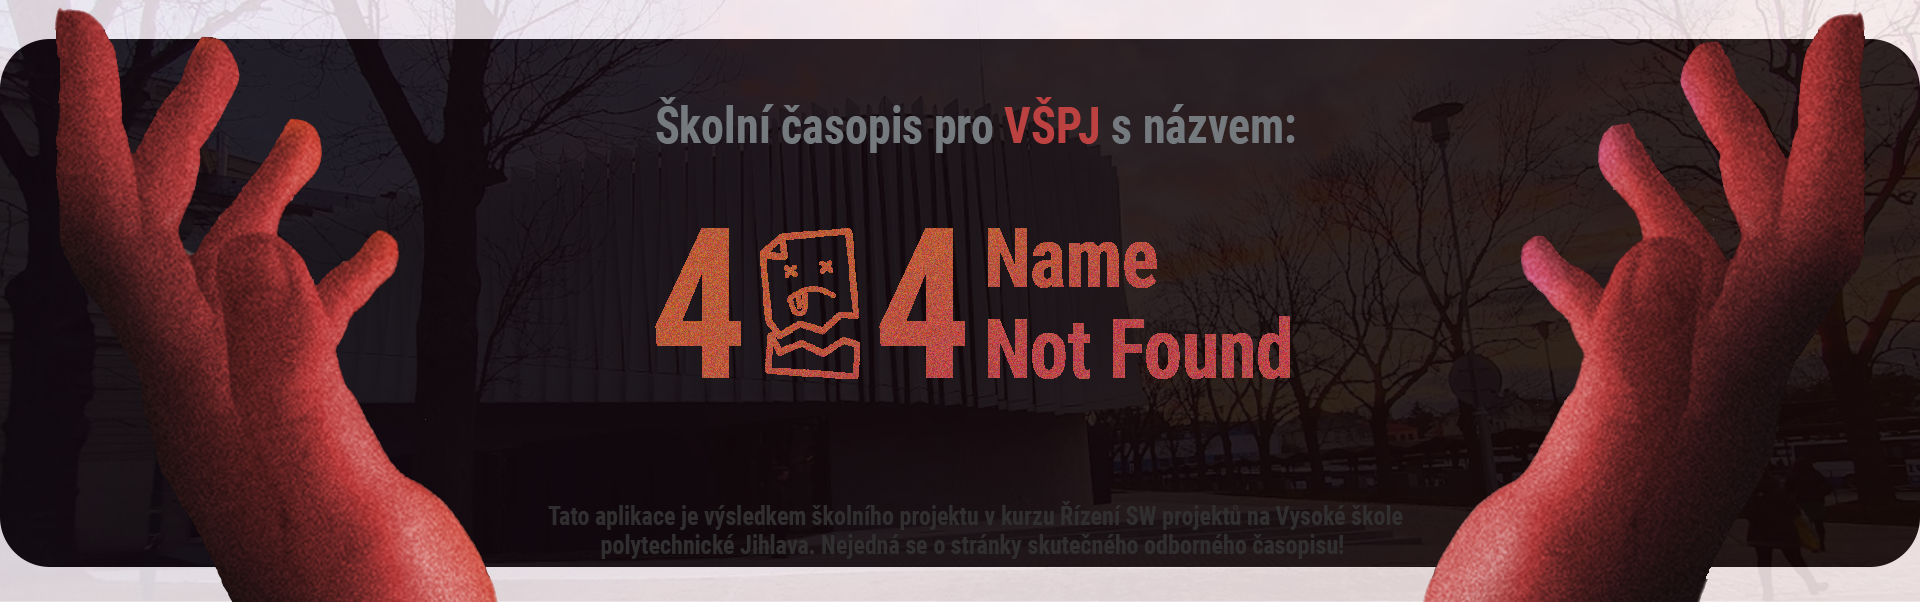 Školní časopis pro VŠPJ s názvem:
4 4 Name
Not Found
Tato aplikace je výsledkem školního projektu v kurzu Řízení SW projektů na Vysoké škole
polytechnické Jihlava. Nejedná se o stránky skutečného odborného časopisu!